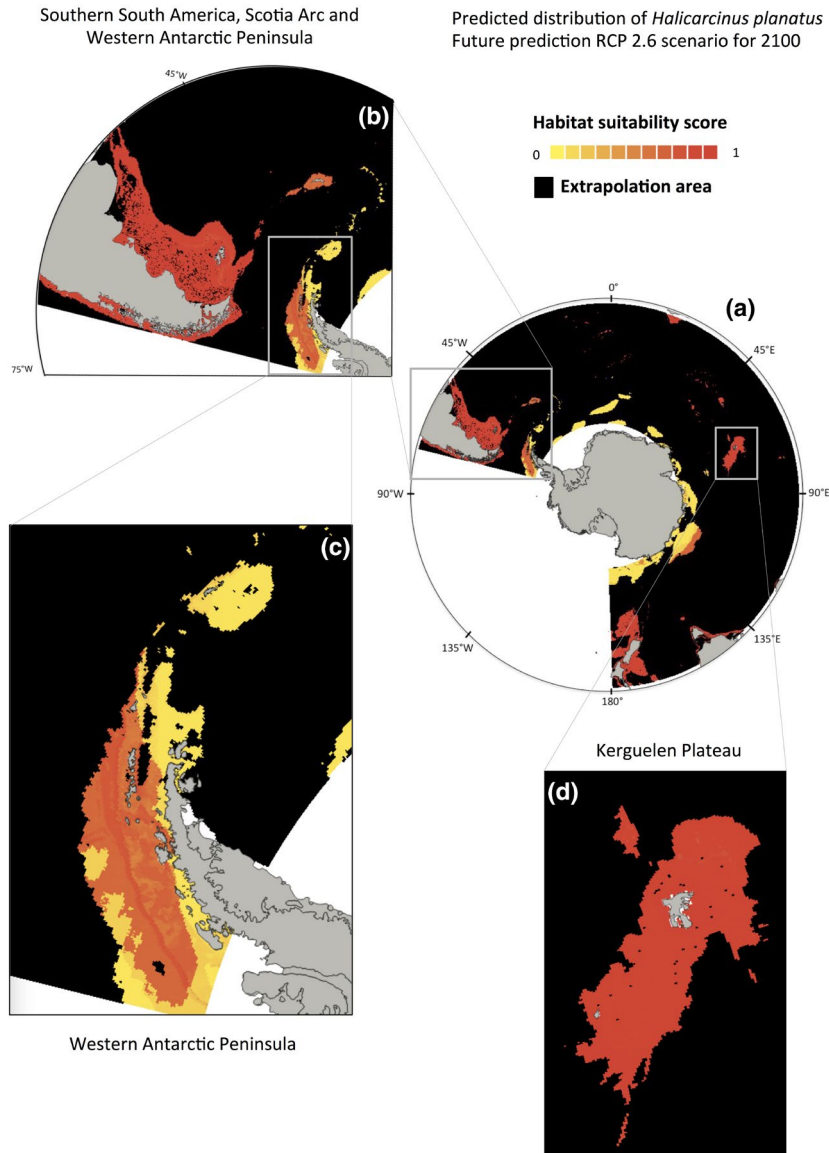 Southern South America, Scotia Arc and
Western Antarctic Peninsula
Predicted distribution of Halicarcinus planatus
Future prediction RCP 2.6 scenario for 2100
45°W
(b)
75°W
Habitat suitability score
0 1
Extrapolation area
(a)
0°
45°E
90°E
135°E
180°
135°W
90°W
45°W
(c)
Western Antarctic Peninsula
Kerguelen Plateau
(d)